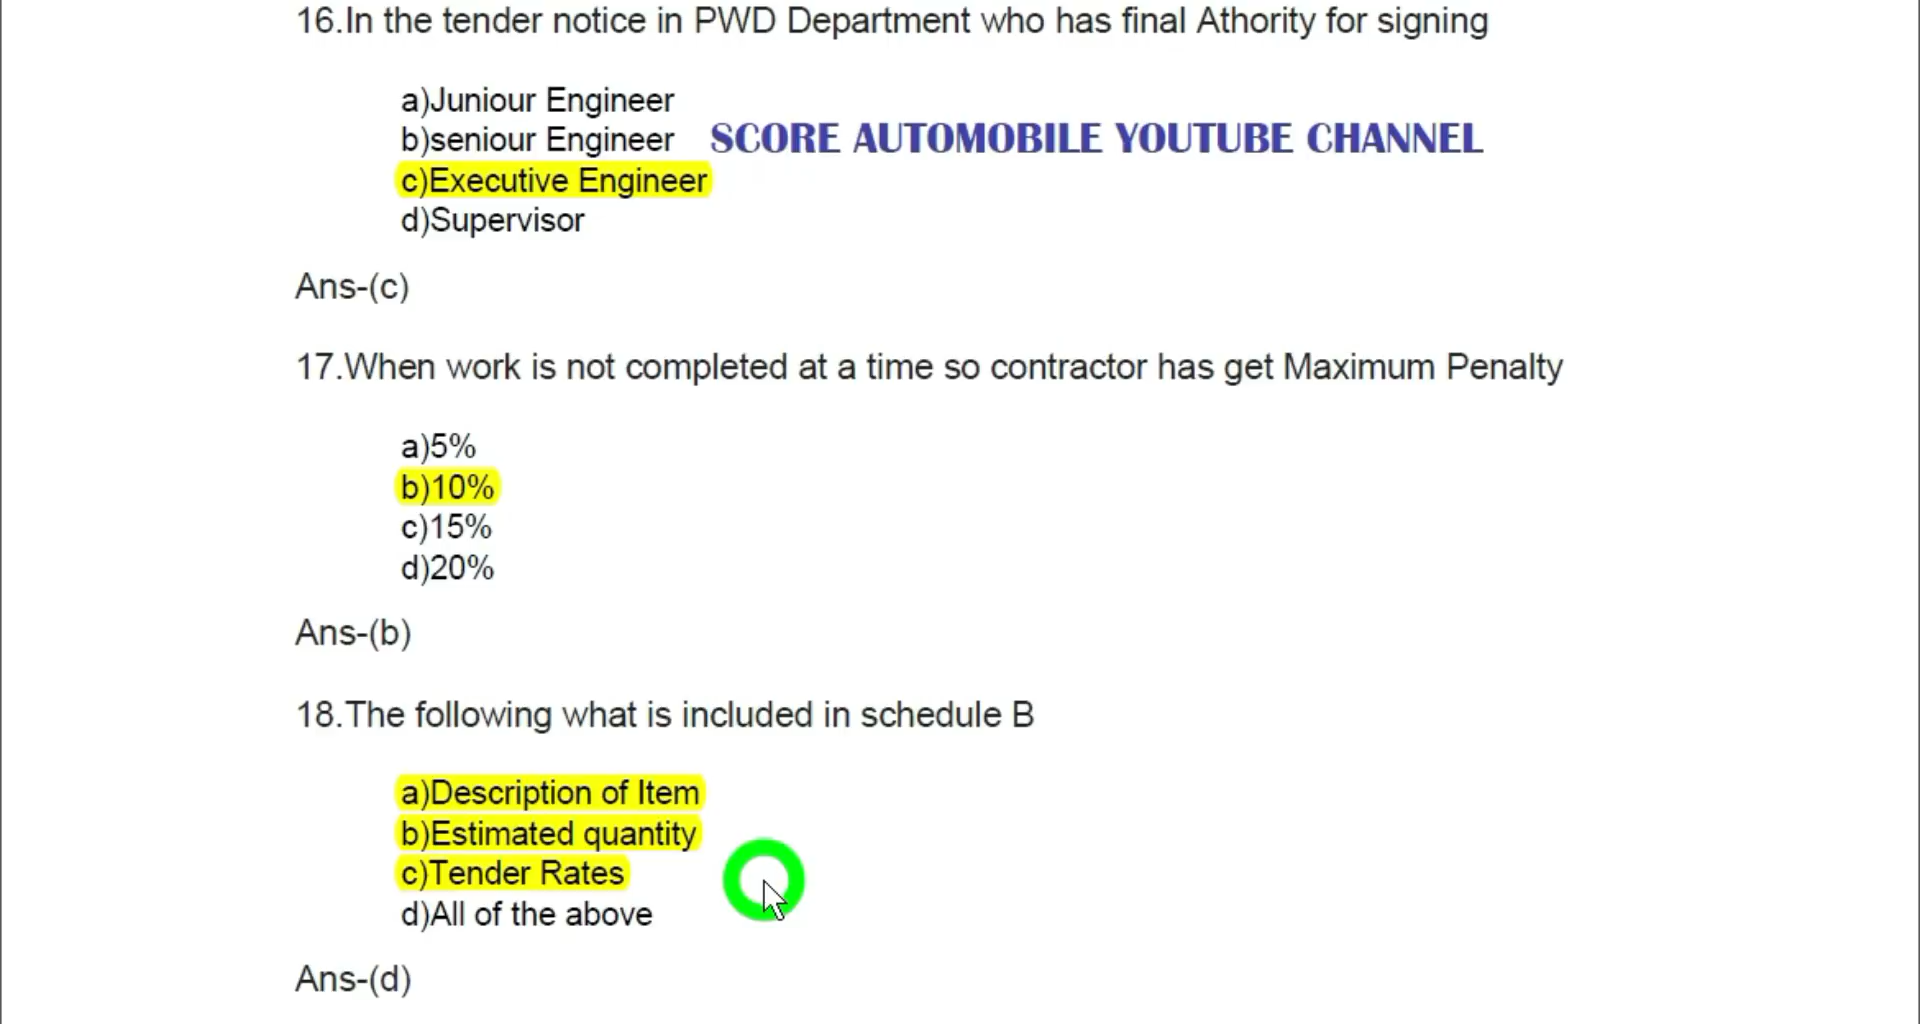 16.In the tender notice in PWD Department who has final Athority for signing
a)Juniour Engineer
b)seniour Engineer
SCORE AUTOMOBILE YOUTUBE CHANNEL
c)Executive Engineer
d)Supervisor
Ans-(c)
17.When work is not completed at a time so contractor has get Maximum Penalty
a)5%
b)10%
c)15%
d)20%
Ans-(b)
18.The following what is included in schedule B
a)Description of Item
b)Estimated quantity
c)Tender Rates
d)All of the above
Ans-(d)